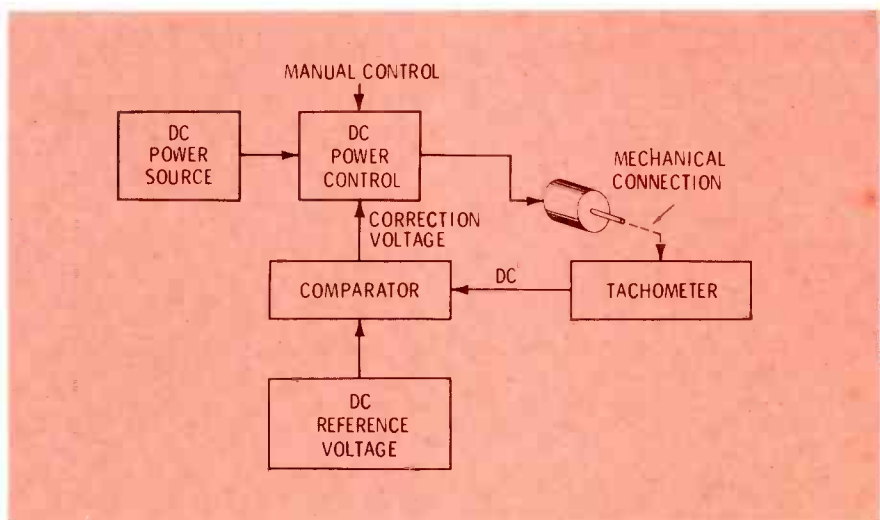 MANUAL CONTROL
DC
POWER
SOURCE
DC
POWER
CONTROL
MECHANICAL
CONNECTION
CORRECTION
VOLTAGE
COMPARATOR
DC
TACHOMETER
DC
REFERENCE
VOLTAGE